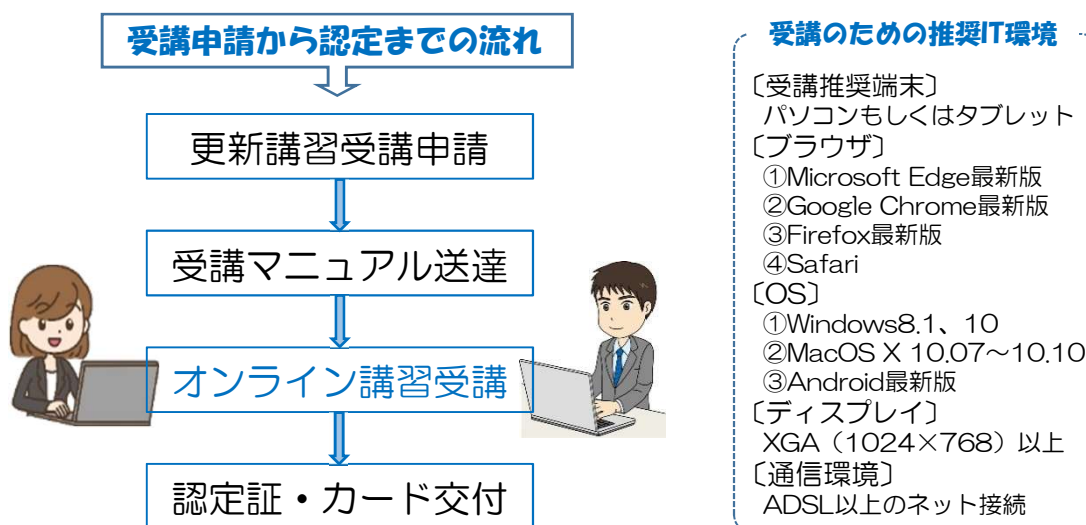 受講申請から認定までの流れ
更新講習受講申請
受講マニュアル送達
オンライン講習受講
認定証・カード交付
受講のための推奨IT環境
〔受講推奨端末〕
パソコンもしくはタブレット
〔ブラウザ〕
①Microsoft Edge最新版
②Google Chrome最新版
③Firefox最新版
④Safari
〔OS〕
①Windows8.1、10
②MacOS X 10.07～10.10
③Android最新版
〔ディスプレイ〕
XGA（1024×768）以上
〔通信環境〕
ADSL以上のネット接続